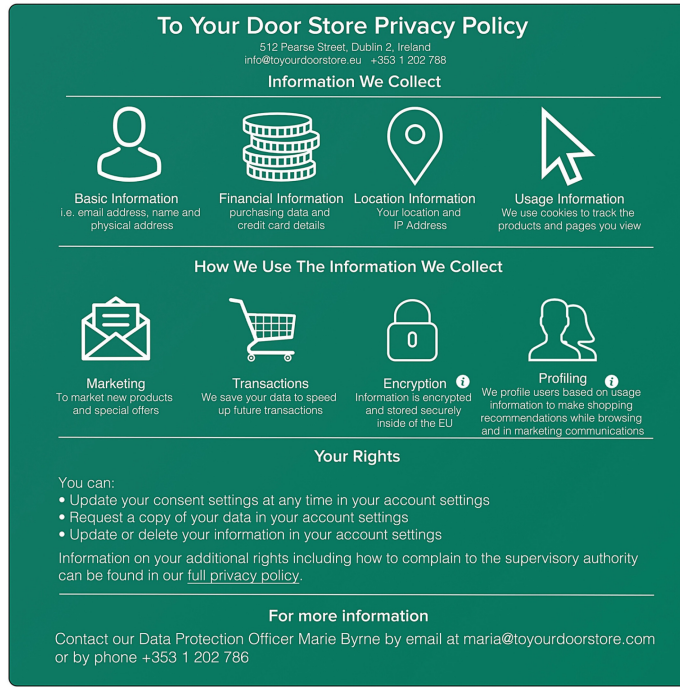 To Your Door Store Privacy Policy
512 Pearse Street, Dublin 2, Ireland
info@toyourdoorstore.eu +353 1 202 788
Information We Collect
Basic Information
i.e. email address, name and
physical address
Financial Information
purchasing data and
credit card details
Location Information
Your location and
IP Address
Usage Information
We use cookies to track the
products and pages you view
How We Use The Information We Collect
Marketing
To market new products
and special offers
Transactions
We save your data to speed
up future transactions
Encryption i
Information is encrypted
and stored securely
inside of the EU
Profiling i
We profile users based on usage
information to make shopping
recommendations while browsing
and in marketing communications
Your Rights
You can:
• Update your consent settings at any time in your account settings
• Request a copy of your data in your account settings
• Update or delete your information in your account settings
Information on your additional rights including how to complain to the supervisory authority
can be found in our full privacy policy.
For more information
Contact our Data Protection Officer Marie Byrne by email at maria@toyourdoorstore.com
or by phone +353 1 202 786